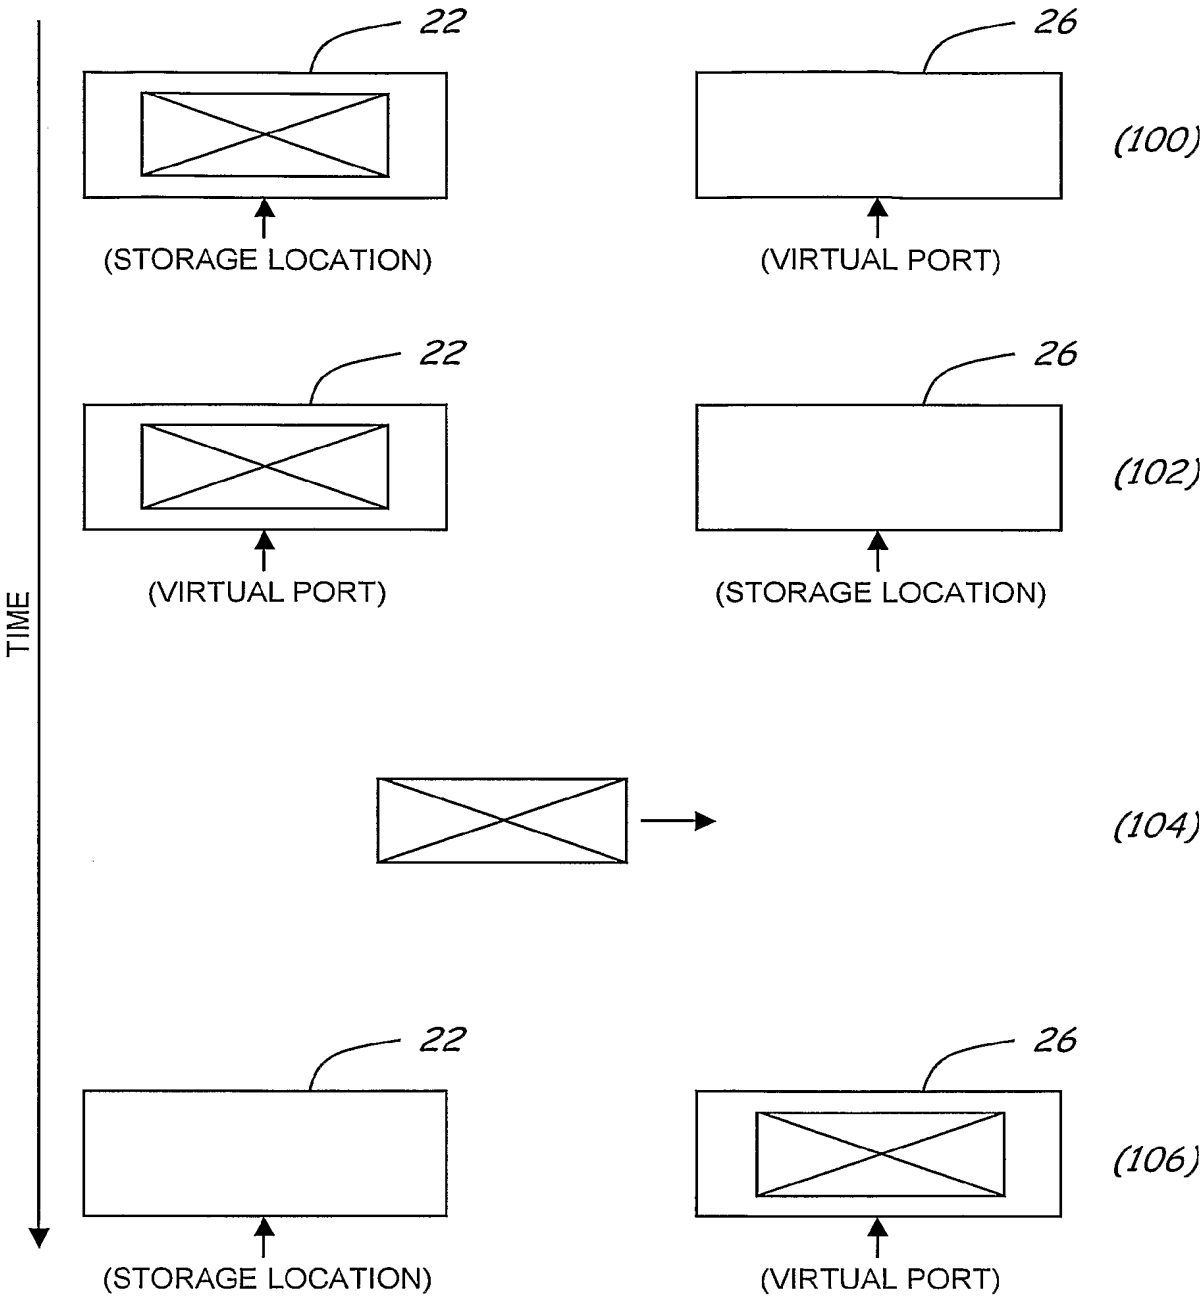 22
26
(100)
(STORAGE LOCATION)
(VIRTUAL PORT)
22
26
(102)
(VIRTUAL PORT)
(STORAGE LOCATION)
TIME
(104)
22
26
(106)
(STORAGE LOCATION)
(VIRTUAL PORT)